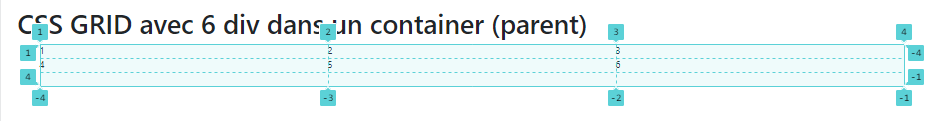 CSS GRID avec 6 div dans un container (parent)
1 2 3 4
1 1 2 3 -4
4 5 6
4 -1
-4 -3 -2 -1